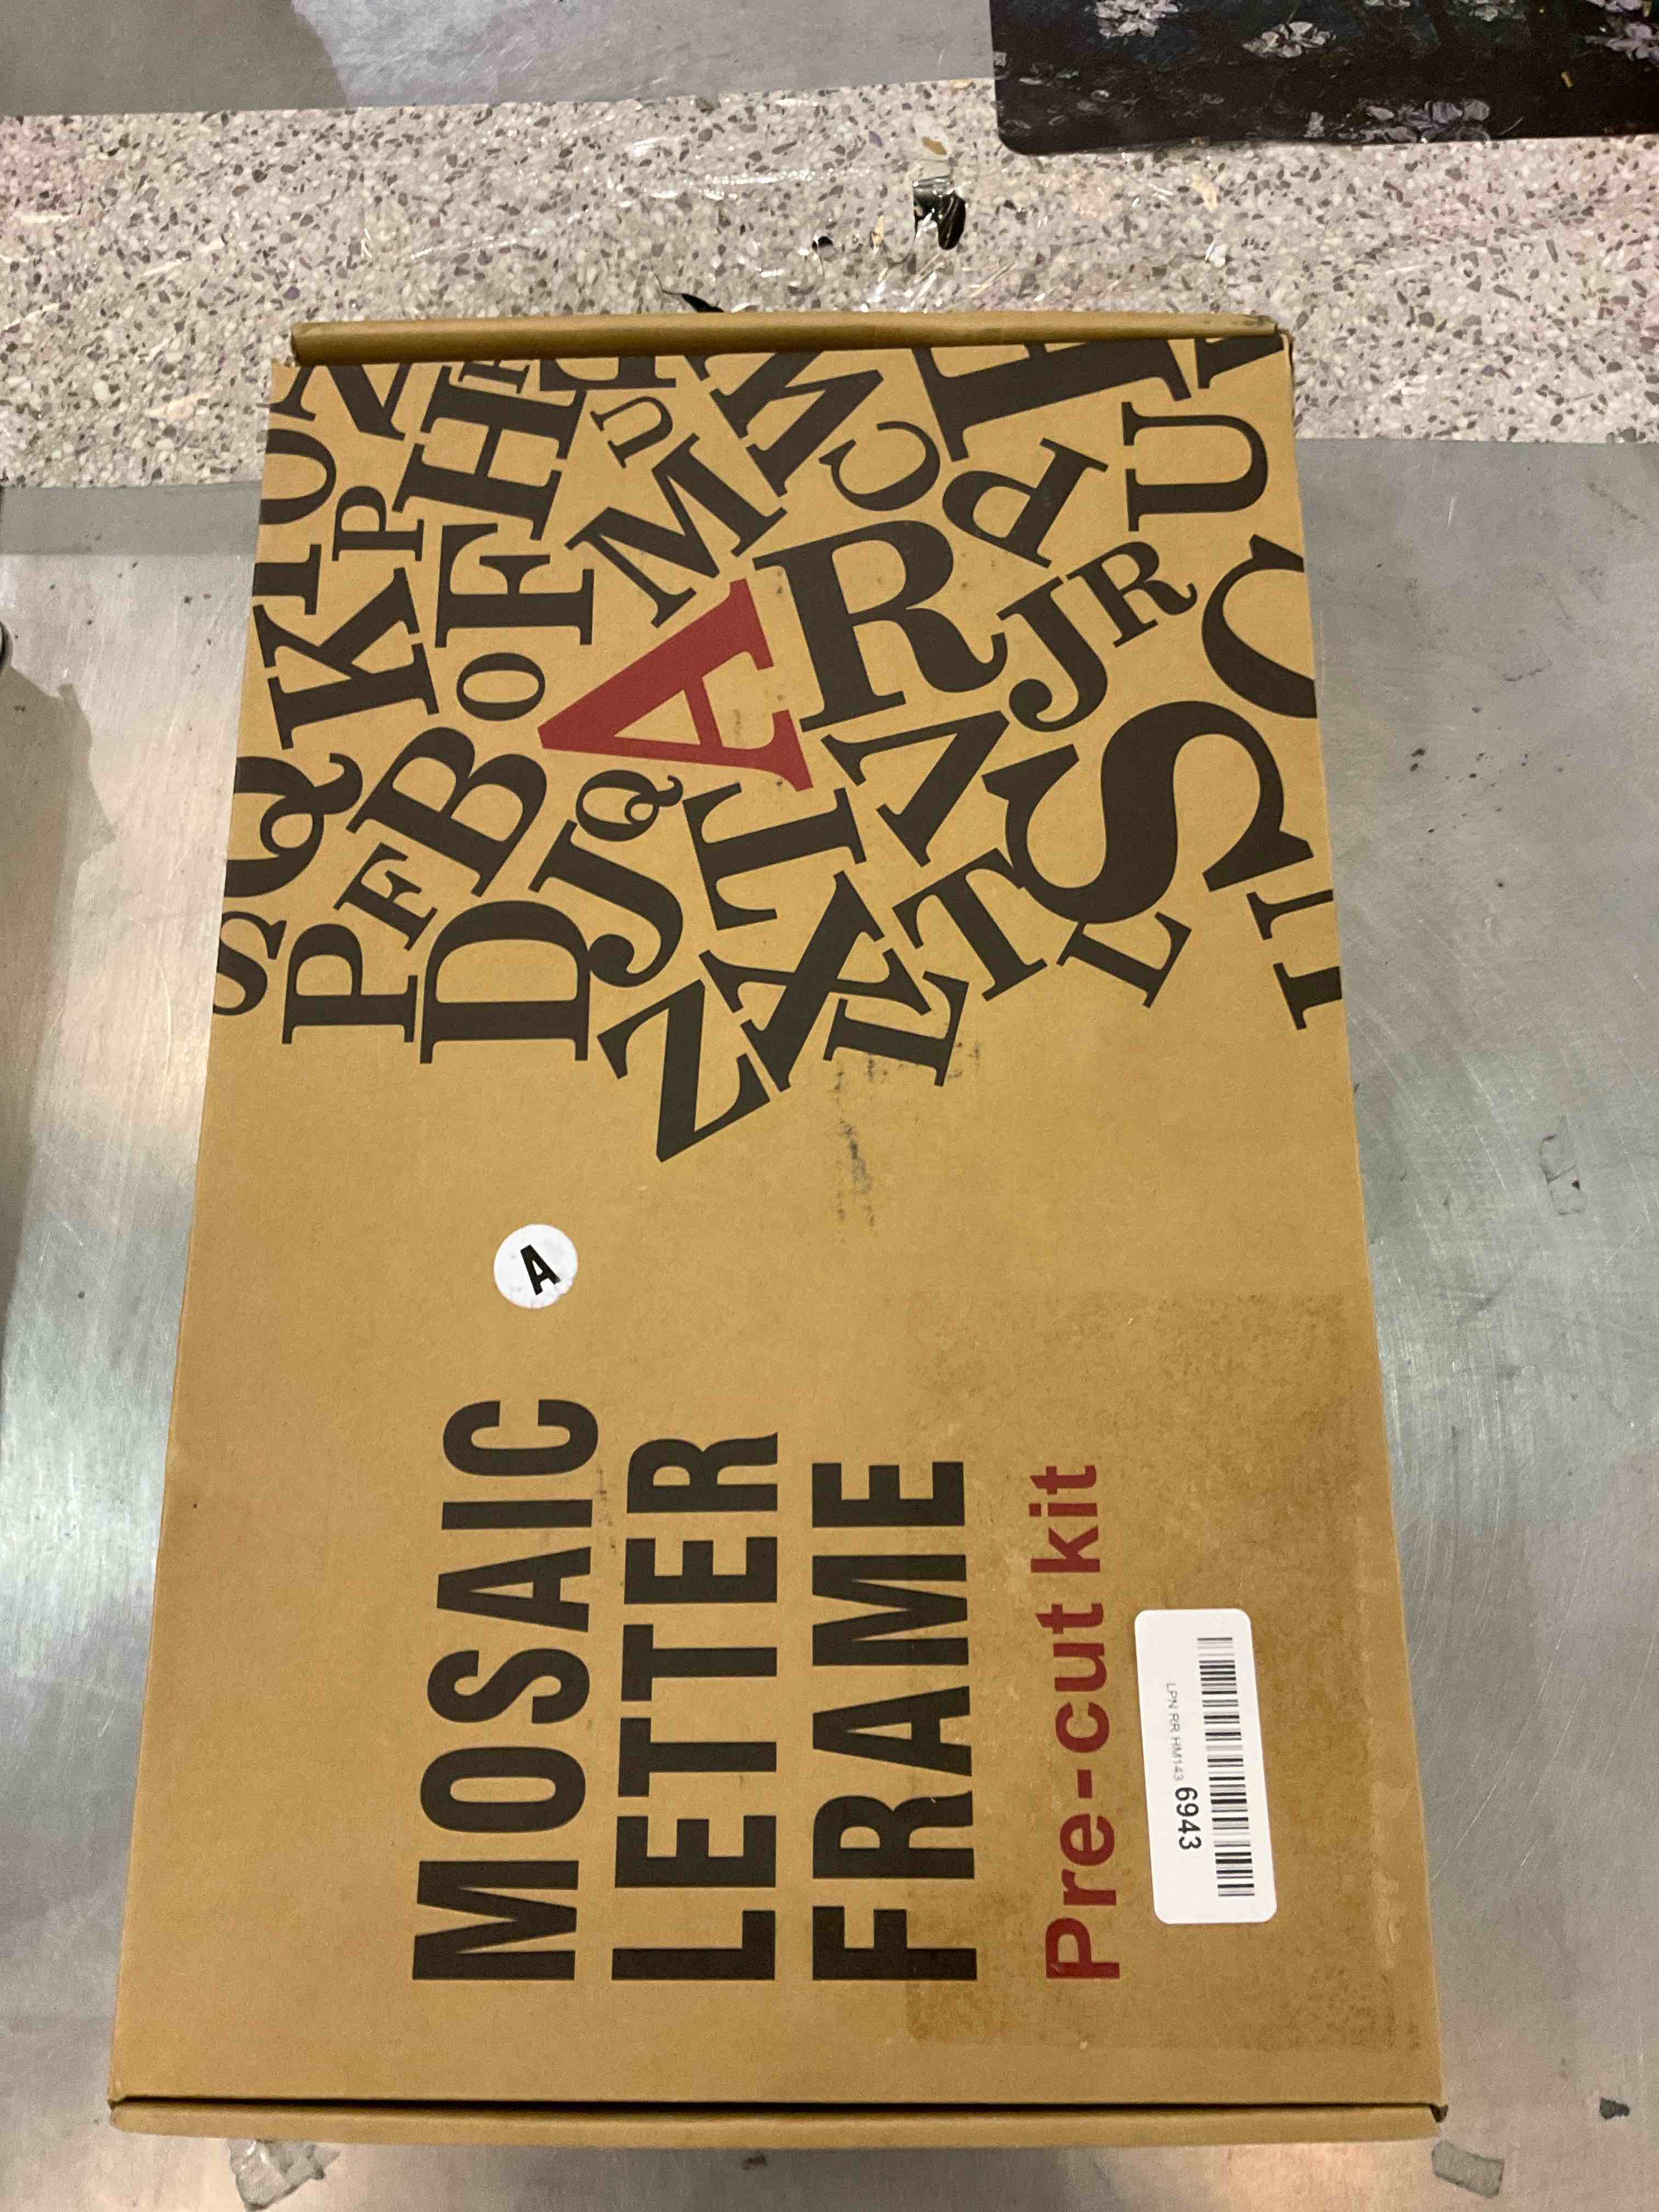 MOSAIC
LETTER
FRAME
Pre-cut kit
A
LPN RR HM143 6943